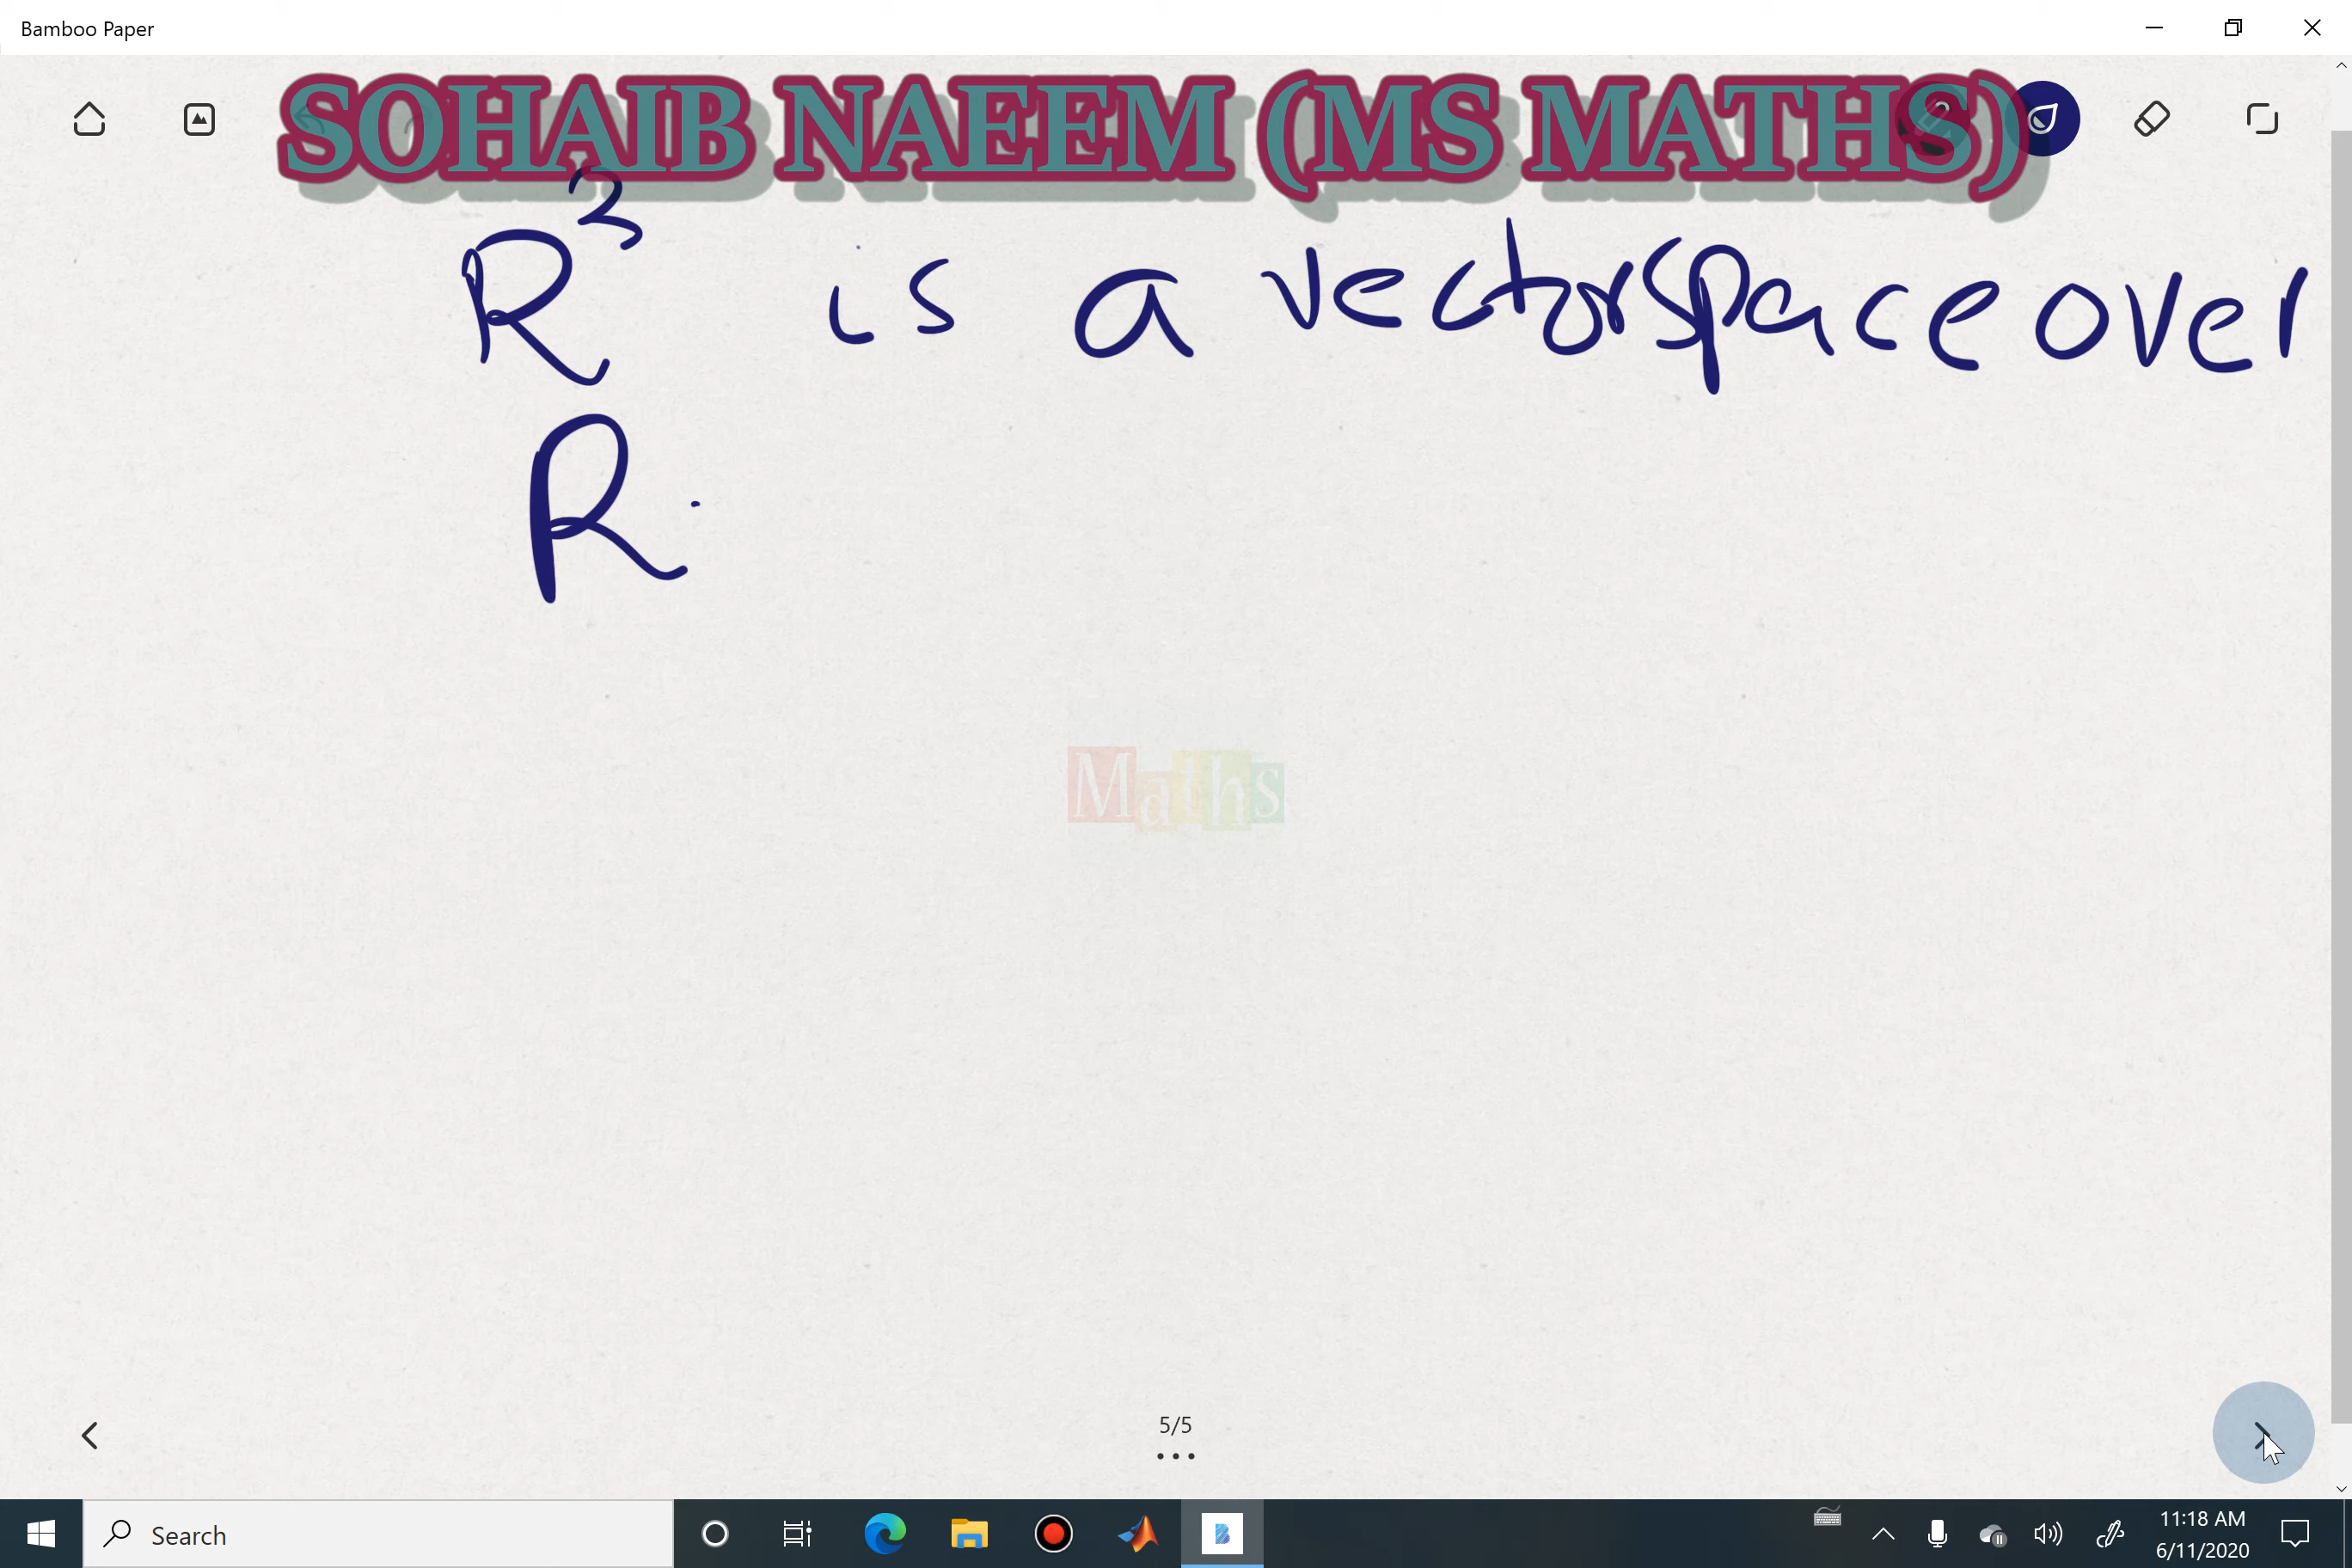 Bamboo Paper
SOHAIB NAEEM (MS MATHS)
R² is a vectorspace over
R.
Maths
5/5
Search
11:18 AM
6/11/2020